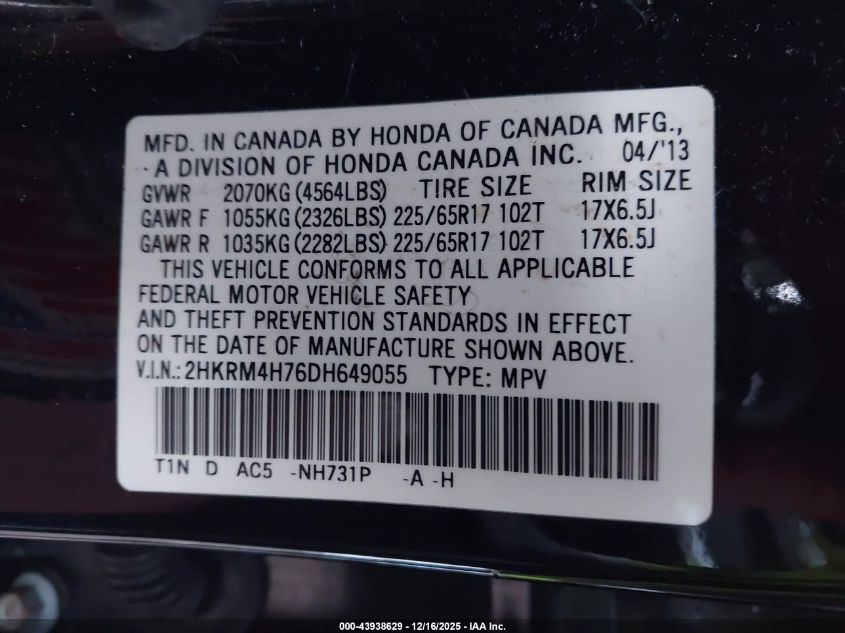 MFD. IN CANADA BY HONDA OF CANADA MFG.,
A DIVISION OF HONDA CANADA INC. 04/'13
GVWR 2070KG (4564LBS) TIRE SIZE RIM SIZE
GAWR F 1055KG (2326LBS) 225/65R17 102T 17X6.5J
GAWR R 1035KG (2282LBS) 225/65R17 102T 17X6.5J
THIS VEHICLE CONFORMS TO ALL APPLICABLE
FEDERAL MOTOR VEHICLE SAFETY
AND THEFT PREVENTION STANDARDS IN EFFECT
ON THE DATE OF MANUFACTURE SHOWN ABOVE.
V.I.N.: 2HKRM4H76DH649055 TYPE: MPV
T1N D AC5 -NH731P -A -H
000-43938629 - 12/16/2025 - IAA Inc.